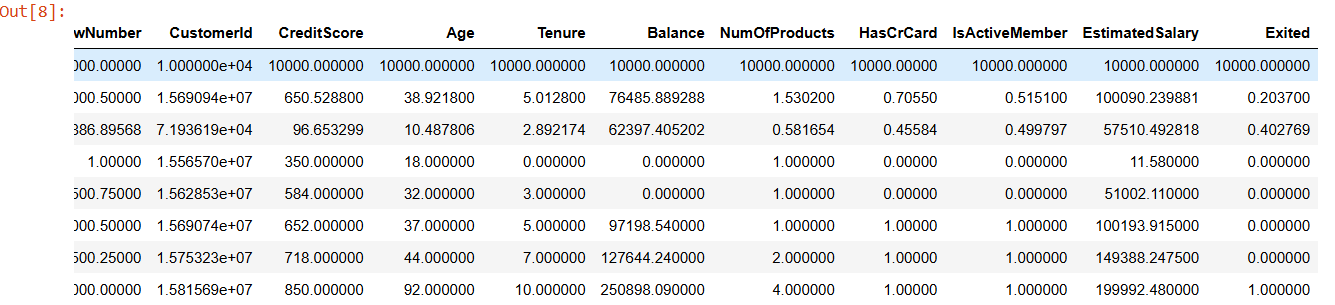 Out[8]:
wNumber CustomerId CreditScore Age Tenure Balance NumOfProducts HasCrCard IsActiveMember EstimatedSalary Exited
000.00000 1.000000e+04 10000.000000 10000.000000 10000.000000 10000.000000 10000.000000 10000.00000 10000.000000 10000.000000 10000.000000
000.50000 1.569094e+07 650.528800 38.921800 5.012800 76485.889288 1.530200 0.70550 0.515100 100090.239881 0.203700
886.89568 7.193619e+04 96.653299 10.487806 2.892174 62397.405202 0.581654 0.45584 0.499797 57510.492818 0.402769
1.00000 1.556570e+07 350.000000 18.000000 0.000000 0.000000 1.000000 0.00000 0.000000 11.580000 0.000000
500.75000 1.562853e+07 584.000000 32.000000 3.000000 0.000000 1.000000 0.00000 0.000000 51002.110000 0.000000
000.50000 1.569074e+07 652.000000 37.000000 5.000000 97198.540000 1.000000 1.00000 1.000000 100193.915000 0.000000
500.25000 1.575323e+07 718.000000 44.000000 7.000000 127644.240000 2.000000 1.00000 1.000000 149388.247500 0.000000
000.00000 1.581569e+07 850.000000 92.000000 10.000000 250898.090000 4.000000 1.00000 1.000000 199992.480000 1.000000